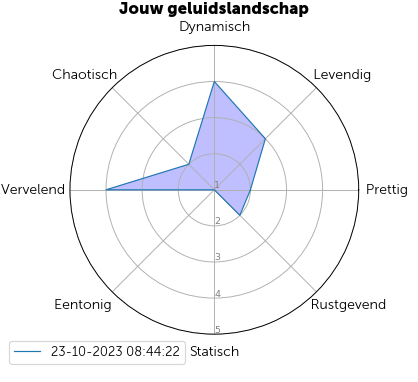 Jouw geluidslandschap
Dynamisch
Chaotisch
Levendig
Vervelend
1
Prettig
2
3
4
Eentonig
Rustgevend
5
23-10-2023 08:44:22
Statisch